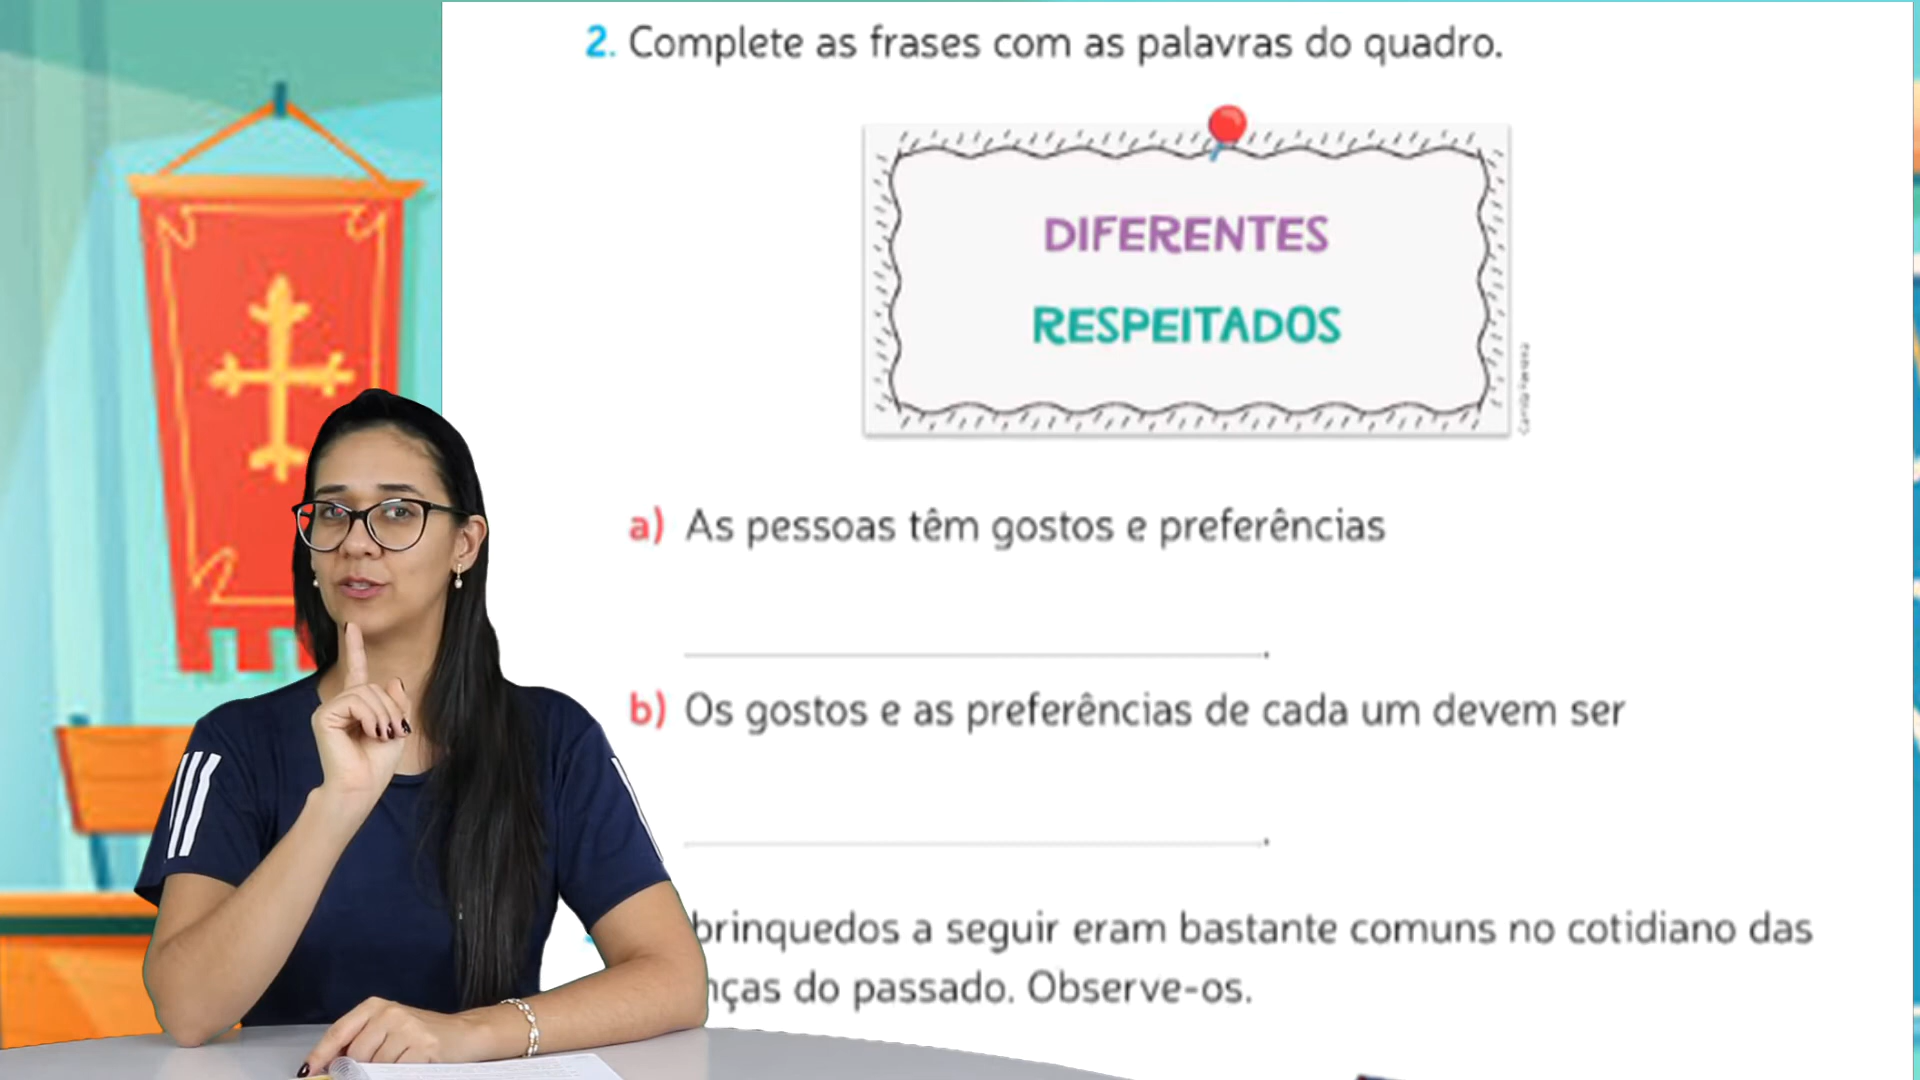 2. Complete as frases com as palavras do quadro.
DIFERENTES
RESPEITADOS
a) As pessoas têm gostos e preferências
.
b) Os gostos e as preferências de cada um devem ser
.
brinquedos a seguir eram bastante comuns no cotidiano das
nças do passado. Observe-os.